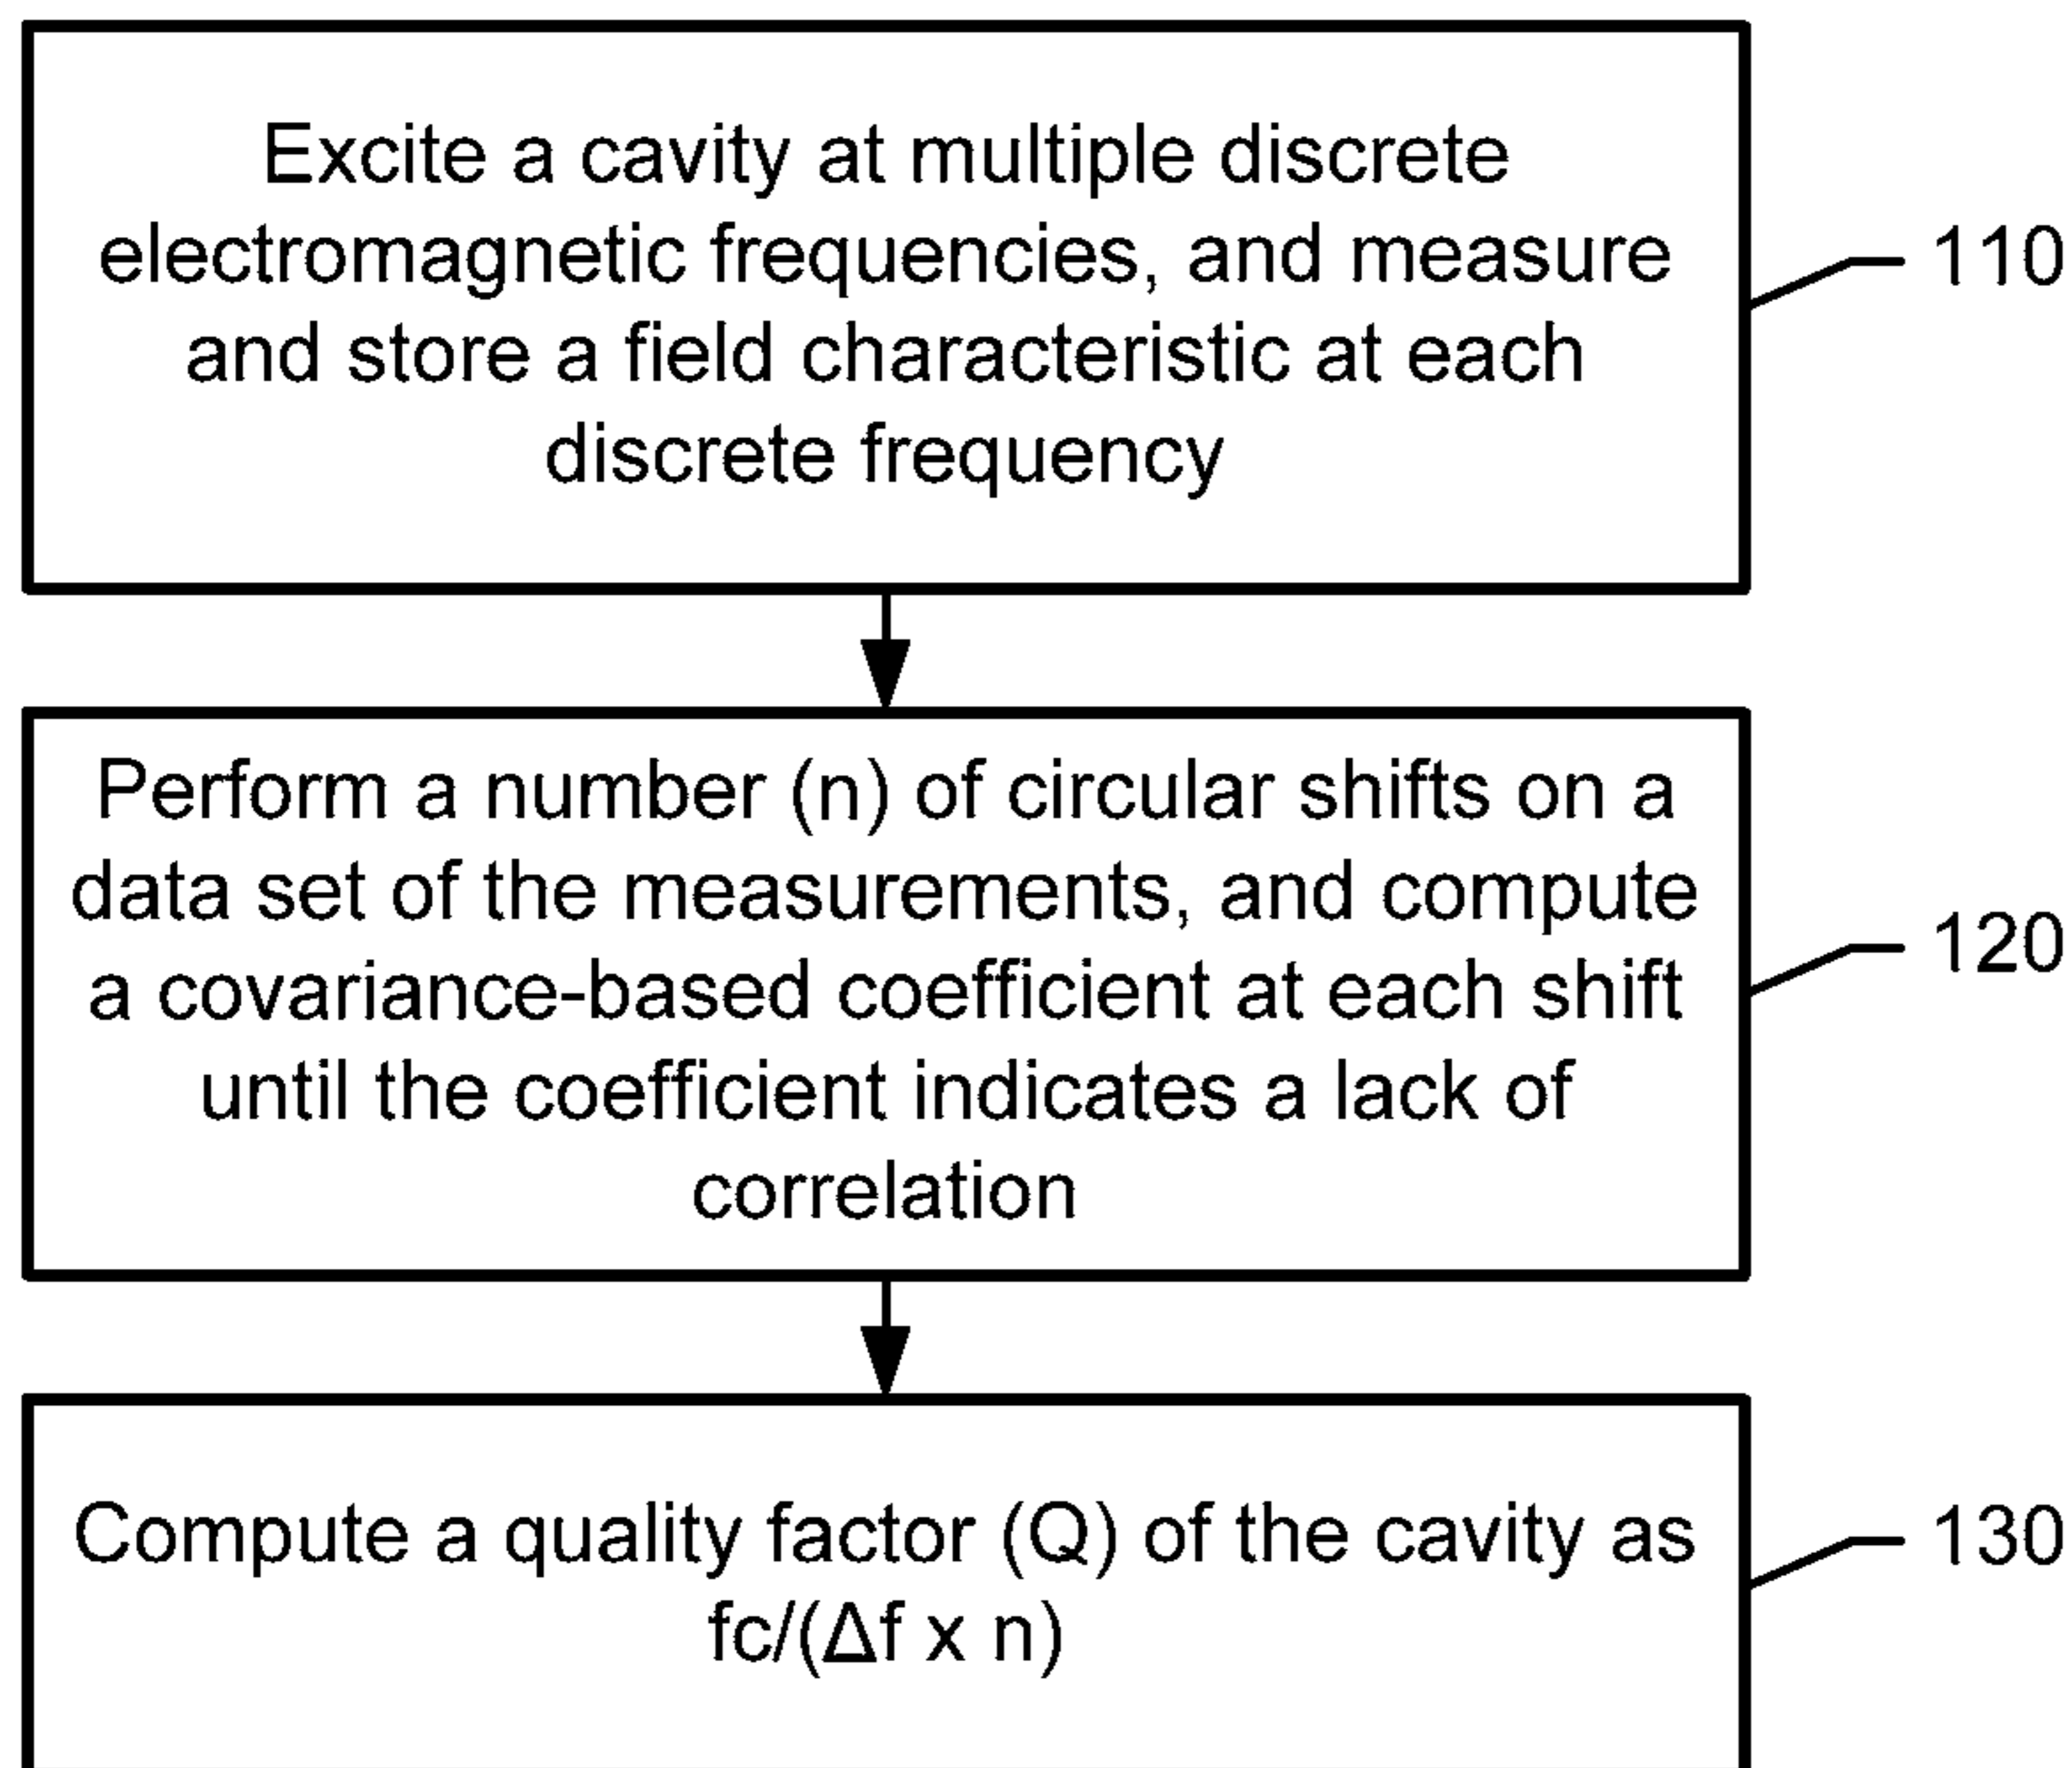 Excite a cavity at multiple discrete
electromagnetic frequencies, and measure
and store a field characteristic at each
discrete frequency
110
Perform a number (n) of circular shifts on a
data set of the measurements, and compute
a covariance-based coefficient at each shift
until the coefficient indicates a lack of
correlation
120
Compute a quality factor (Q) of the cavity as
fc/(Δf x n)
130